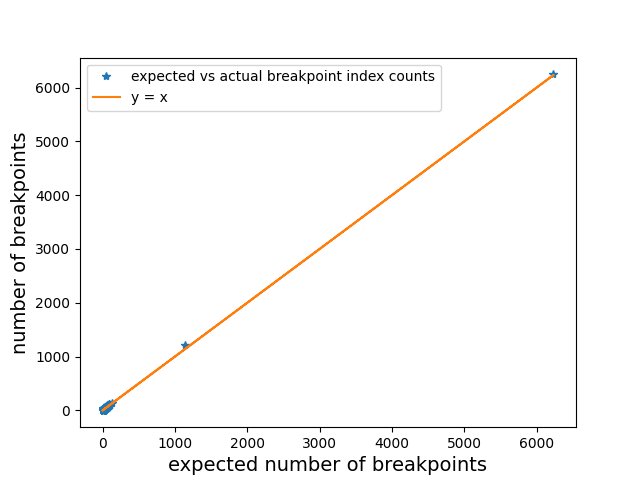 expected vs actual breakpoint index counts
y = x
6000
5000
4000
3000
2000
1000
0
number of breakpoints
0 1000 2000 3000 4000 5000 6000
expected number of breakpoints